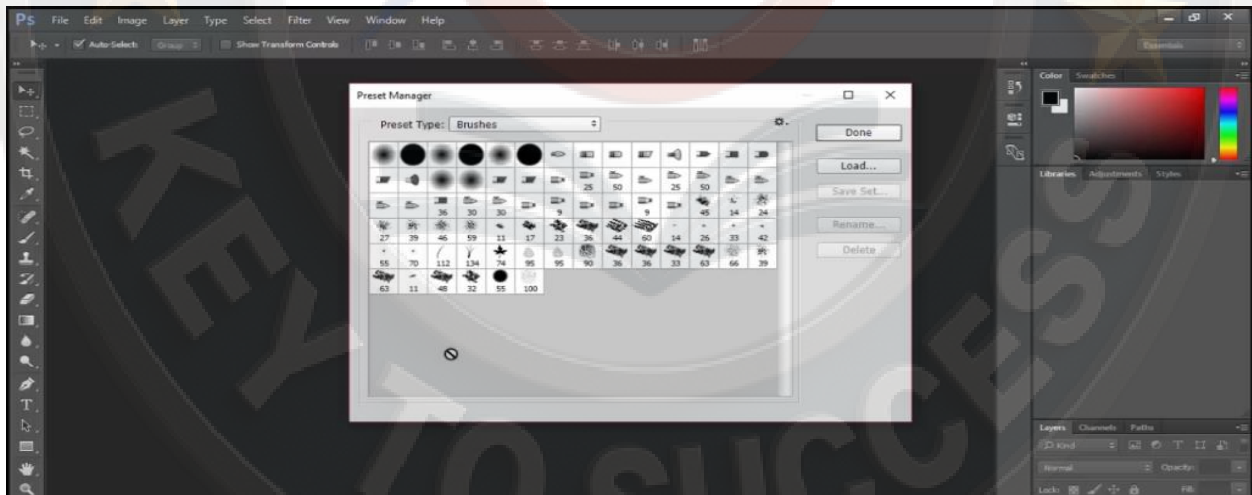 Ps File Edit Image Layer Type Select Filter View Window Help
Auto-Select: Group Show Transform Controls Essentials
Preset Manager
Preset Type: Brushes
Done
Load...
Save Set...
Rename...
Delete
25 50 25 50
36 30 30 9 9 45 14 24
27 39 46 59 11 17 23 36 44 60 14 26 33 42
55 70 112 134 74 95 95 90 36 36 33 63 66 39
63 11 48 32 55 100
Color Swatches
Libraries Adjustments Styles
Layers Channels Paths
Kind
Normal Opacity:
Lock: Fill:
KEY TO SUCCESS